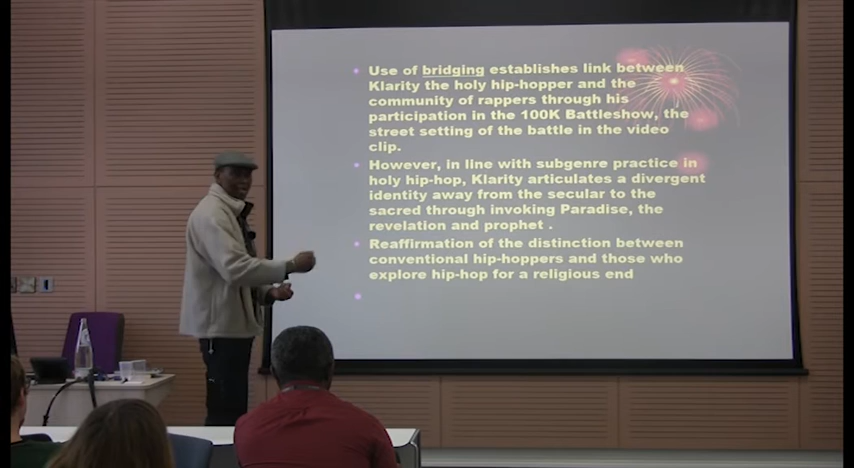 Use of bridging establishes link between
Klarity the holy hip-hopper and the
community of rappers through his
participation in the 100K Battleshow, the
street setting of the battle in the video
clip.
However, in line with subgenre practice in
holy hip-hop, Klarity articulates a divergent
identity away from the secular to the
sacred through invoking Paradise, the
revelation and prophet .
Reaffirmation of the distinction between
conventional hip-hoppers and those who
explore hip-hop for a religious end